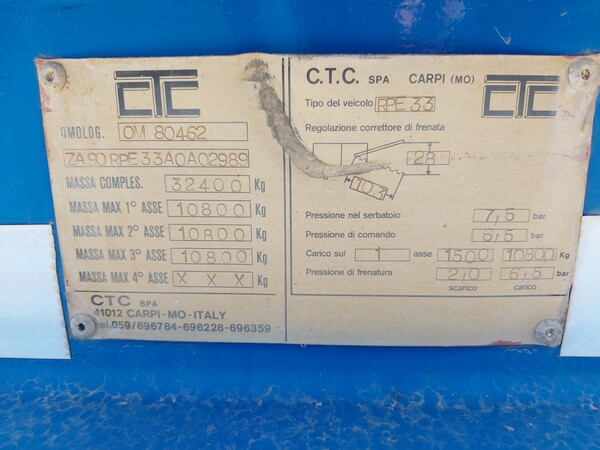 CTC
OMOLOG. OM 80462
ZA90RPE33A0A02989
MASSA COMPLES. 32400 Kg
MASSA MAX 1° ASSE 10800 Kg
MASSA MAX 2° ASSE 10800 Kg
MASSA MAX 3° ASSE 10800 Kg
MASSA MAX 4° ASSE X X X Kg
CTC SPA
41012 CARPI-MO-ITALY
tel.059/696784-696228-696359
C.T.C. SPA CARPI (MO) CTC
Tipo del veicolo RPE 33
Regolazione correttore di frenata
28
10.3
Pressione nel serbatoio 7,5 bar
Pressione di comando 6,5 bar
Carico sul 1 asse 1500 10800 Kg
Pressione di frenatura 2,0 6,5 bar
scarico carico